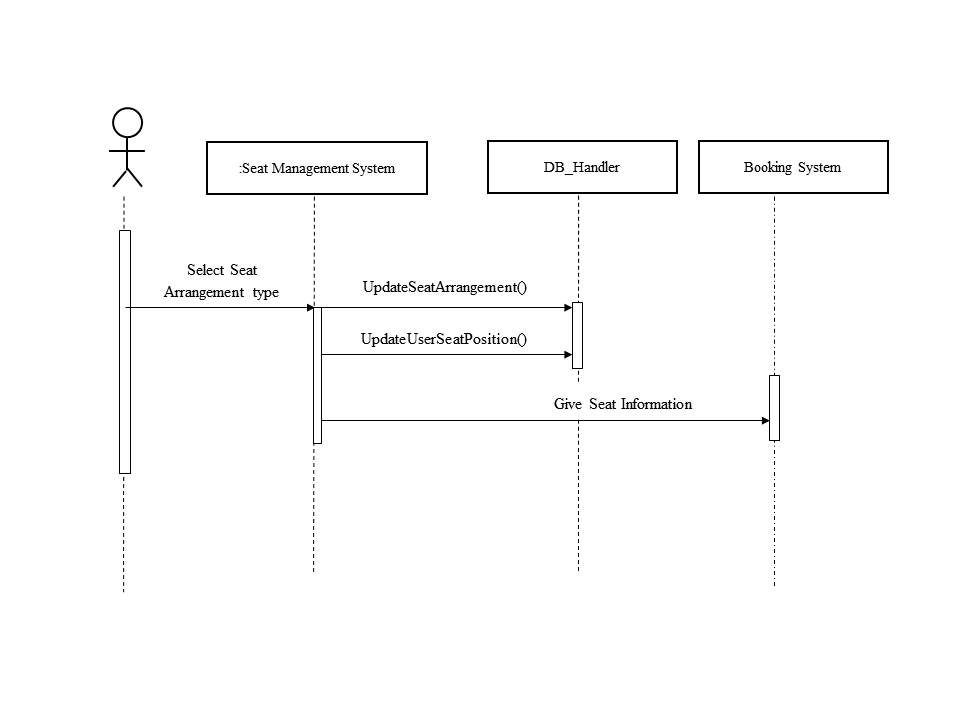 :Seat Management System
DB_Handler
Booking System
Select Seat
Arrangement type
UpdateSeatArrangement()
UpdateUserSeatPosition()
Give Seat Information